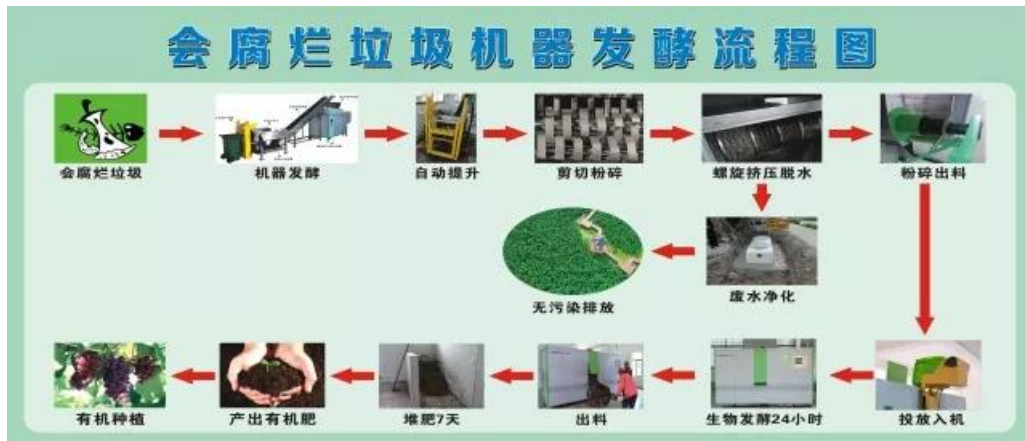 会腐烂垃圾机器发酵流程图
会腐烂垃圾
机器发酵
自动提升
剪切粉碎
螺旋挤压脱水
粉碎出料
废水净化
无污染排放
有机种植
产出有机肥
堆肥7天
出料
生物发酵24小时
投放入机